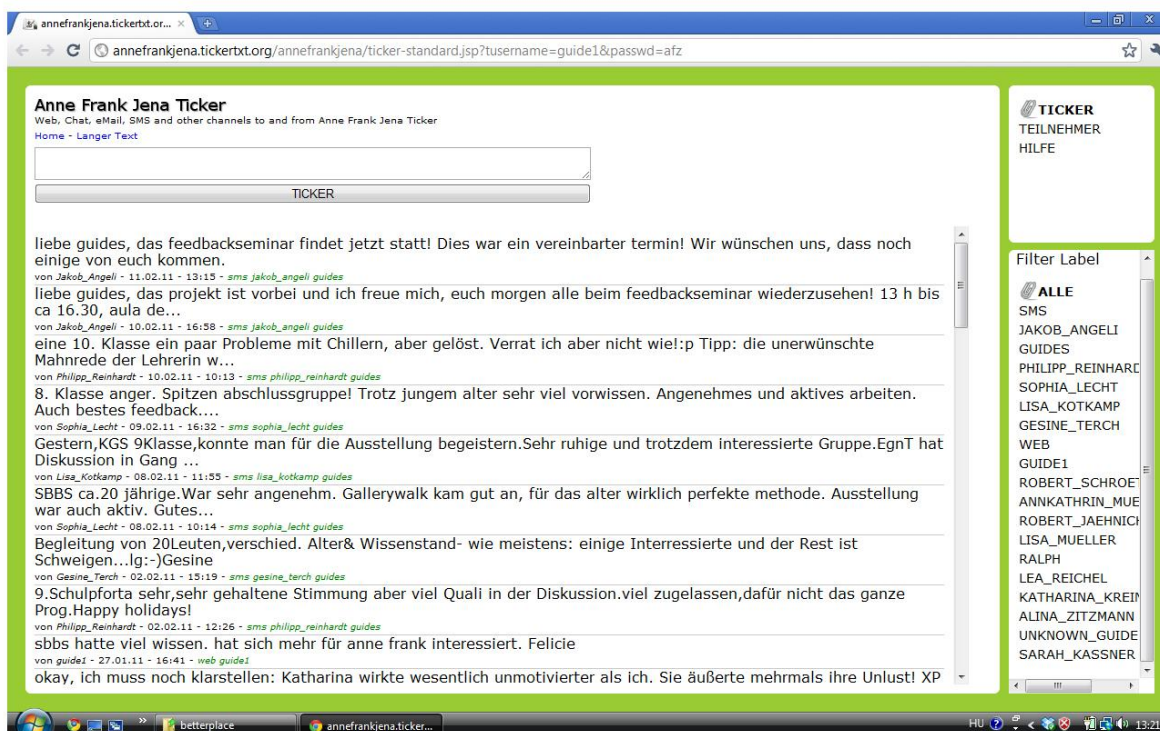 annefrankjena.tickertxt.or...
annefrankjena.tickertxt.org/annefrankjena/ticker-standard.jsp?tusername=guide1&passwd=afz
Anne Frank Jena Ticker
Web, Chat, eMail, SMS and other channels to and from Anne Frank Jena Ticker
Home - Langer Text
TICKER
liebe guides, das feedbackseminar findet jetzt statt! Dies war ein vereinbarter termin! Wir wünschen uns, dass noch
einige von euch kommen.
von Jakob_Angeli - 11.02.11 - 13:15 - sms jakob_angeli guides
liebe guides, das projekt ist vorbei und ich freue mich, euch morgen alle beim feedbackseminar wiederzusehen! 13 h bis
ca 16.30, aula de...
von Jakob_Angeli - 10.02.11 - 16:58 - sms jakob_angeli guides
eine 10. Klasse ein paar Probleme mit Chillern, aber gelöst. Verrat ich aber nicht wie!:p Tipp: die unerwünschte
Mahnrede der Lehrerin w...
von Philipp_Reinhardt - 10.02.11 - 10:13 - sms philipp_reinhardt guides
8. Klasse anger. Spitzen abschlussgruppe! Trotz jungem alter sehr viel vorwissen. Angenehmes und aktives arbeiten.
Auch bestes feedback....
von Sophia_Lecht - 09.02.11 - 16:32 - sms sophia_lecht guides
Gestern,KGS 9Klasse,konnte man für die Ausstellung begeistern.Sehr ruhige und trotzdem interessierte Gruppe.EgnT hat
Diskussion in Gang ...
von Lisa_Kotkamp - 08.02.11 - 11:55 - sms lisa_kotkamp guides
SBBS ca.20 jährige.War sehr angenehm. Gallerywalk kam gut an, für das alter wirklich perfekte methode. Ausstellung
war auch aktiv. Gutes...
von Sophia_Lecht - 08.02.11 - 10:14 - sms sophia_lecht guides
Begleitung von 20Leuten,verschied. Alter& Wissenstand- wie meistens: einige Interressierte und der Rest ist
Schweigen...lg:-)Gesine
von Gesine_Terch - 02.02.11 - 15:19 - sms gesine_terch guides
9.Schulpforta sehr,sehr gehaltene Stimmung aber viel Quali in der Diskussion.viel zugelassen,dafür nicht das ganze
Prog.Happy holidays!
von Philipp_Reinhardt - 02.02.11 - 12:26 - sms philipp_reinhardt guides
sbbs hatte viel wissen. hat sich mehr für anne frank interessiert. Felicie
von guide1 - 27.01.11 - 16:41 - web guide1
okay, ich muss noch klarstellen: Katharina wirkte wesentlich unmotivierter als ich. Sie äußerte mehrmals ihre Unlust! XP
TICKER
TEILNEHMER
HILFE
Filter Label
ALLE
SMS
JAKOB_ANGELI
GUIDES
PHILIPP_REINHARD
SOPHIA_LECHT
LISA_KOTKAMP
GESINE_TERCH
WEB
GUIDE1
ROBERT_SCHROET
ANNKATHRIN_MUE
ROBERT_JAEHNICH
LISA_MUELLER
RALPH
LEA_REICHEL
KATHARINA_KREIN
ALINA_ZITZMANN
UNKNOWN_GUIDE
SARAH_KASSNER
betterplace
annefrankjena.ticker...
HU
13:21